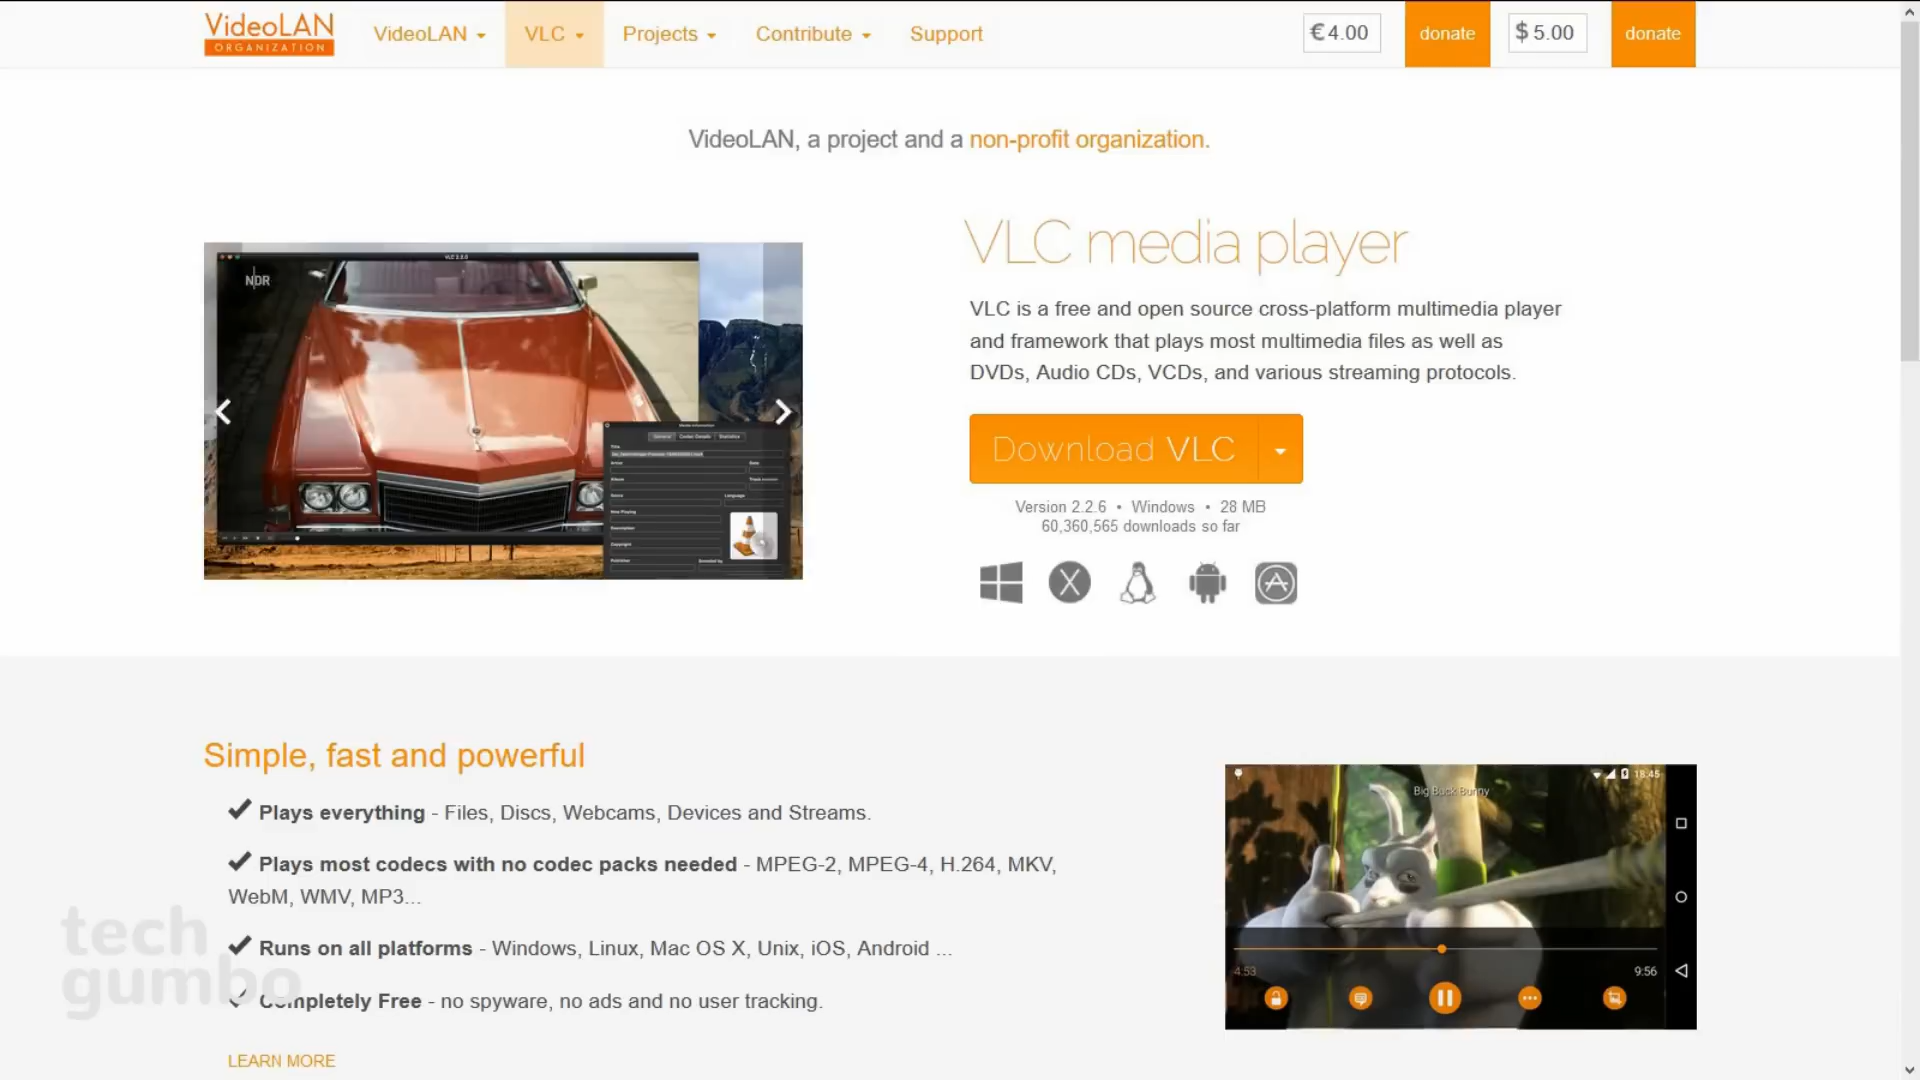 VideoLAN
ORGANIZATION
VideoLAN
VLC
Projects
Contribute
Support
€ 4.00
donate
$ 5.00
donate
VideoLAN, a project and a non-profit organization.
VLC media player
VLC is a free and open source cross-platform multimedia player
and framework that plays most multimedia files as well as
DVDs, Audio CDs, VCDs, and various streaming protocols.
NDR
Download VLC
Version 2.2.6 • Windows • 28 MB
60,360,565 downloads so far
Simple, fast and powerful
Plays everything - Files, Discs, Webcams, Devices and Streams.
Plays most codecs with no codec packs needed - MPEG-2, MPEG-4, H.264, MKV,
WebM, WMV, MP3...
Runs on all platforms - Windows, Linux, Mac OS X, Unix, iOS, Android ...
Completely Free - no spyware, no ads and no user tracking.
LEARN MORE
18:45
Big Buck Bunny
4:53
9:56
tech
gumbo